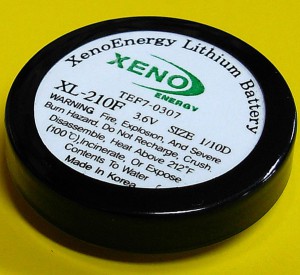 XenoEnergy Lithium Battery
XENO
ENERGY
TEF7-0307
XL-210F 3.6V SIZE 1/10D
WARNING Fire, Explosion, And Severe
Burn Hazard. Do Not Recharge, Crush.
Disassemble, Heat Above 212°F
(100°C),Incinerate, Or Expose
Contents To Water
Made In Korea